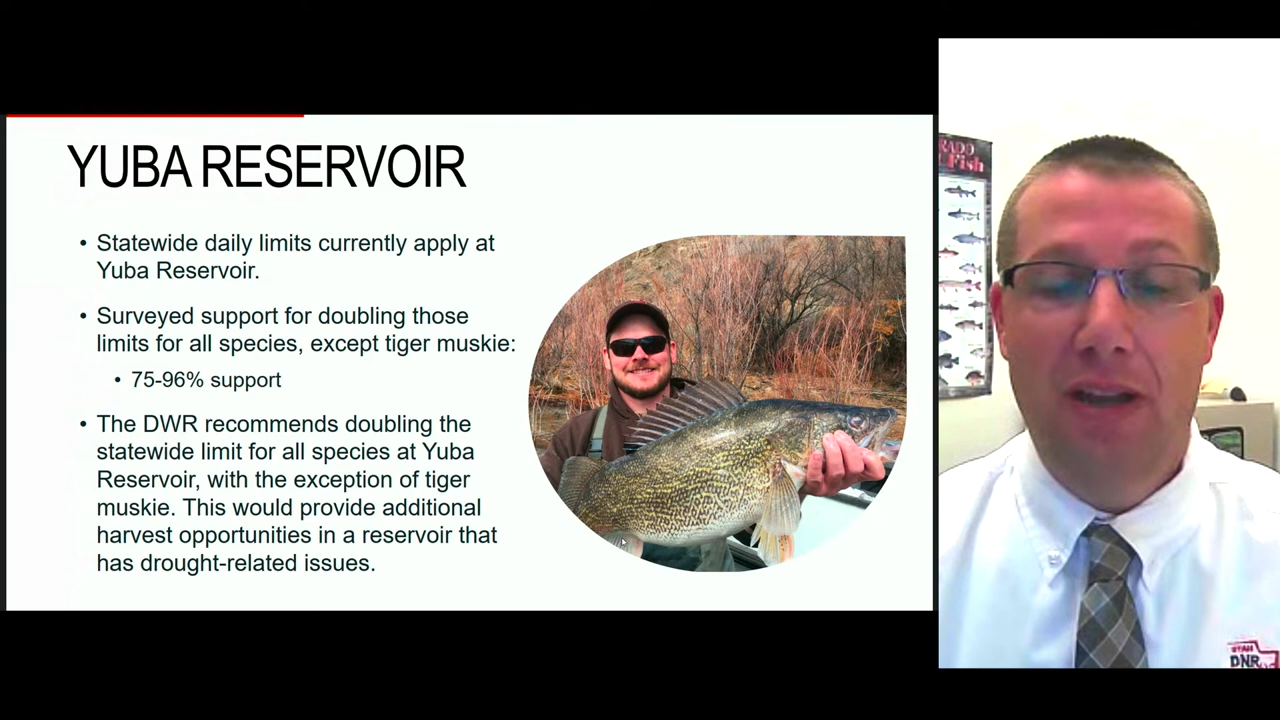 YUBA RESERVOIR
• Statewide daily limits currently apply at
Yuba Reservoir.
• Surveyed support for doubling those
limits for all species, except tiger muskie:
• 75-96% support
• The DWR recommends doubling the
statewide limit for all species at Yuba
Reservoir, with the exception of tiger
muskie. This would provide additional
harvest opportunities in a reservoir that
has drought-related issues.
RADO
Fish
UTAH
DNR